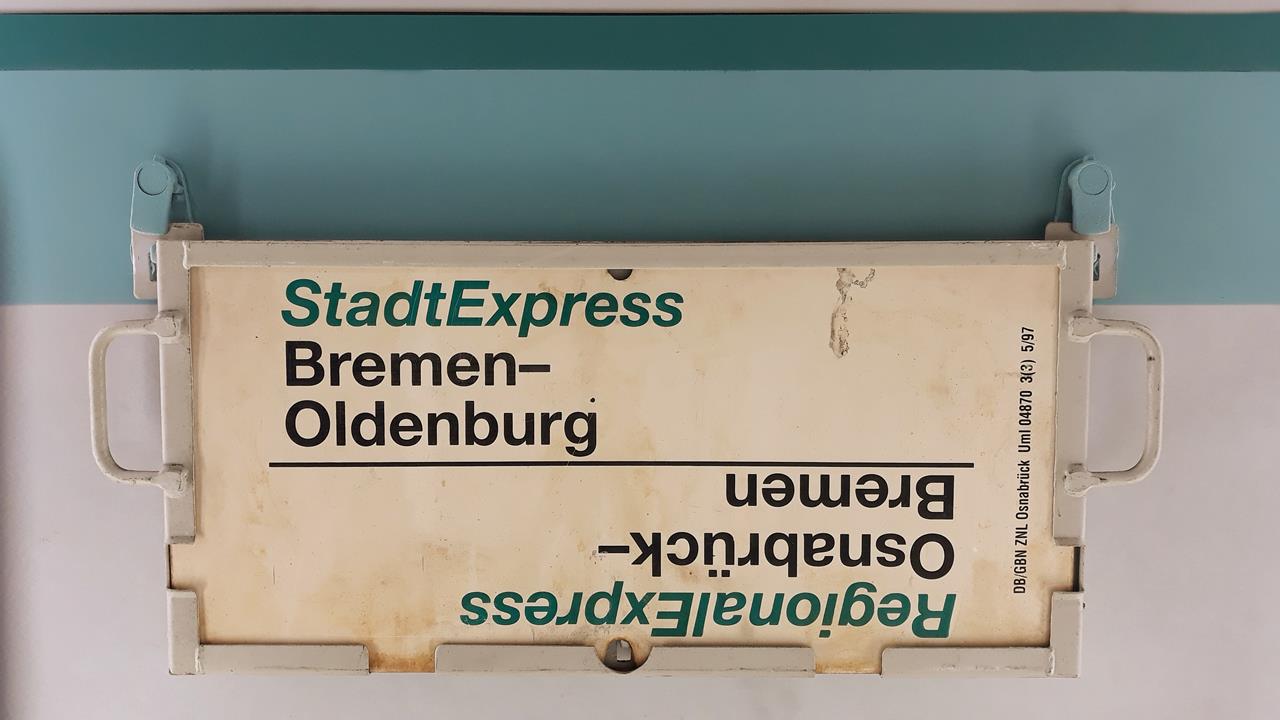 StadtExpress
Bremen–
Oldenburg
RegionalExpress
Osnabrück–
Bremen
DB/GBN ZNL Osnabrück Uml 04870 3(3) 5/97